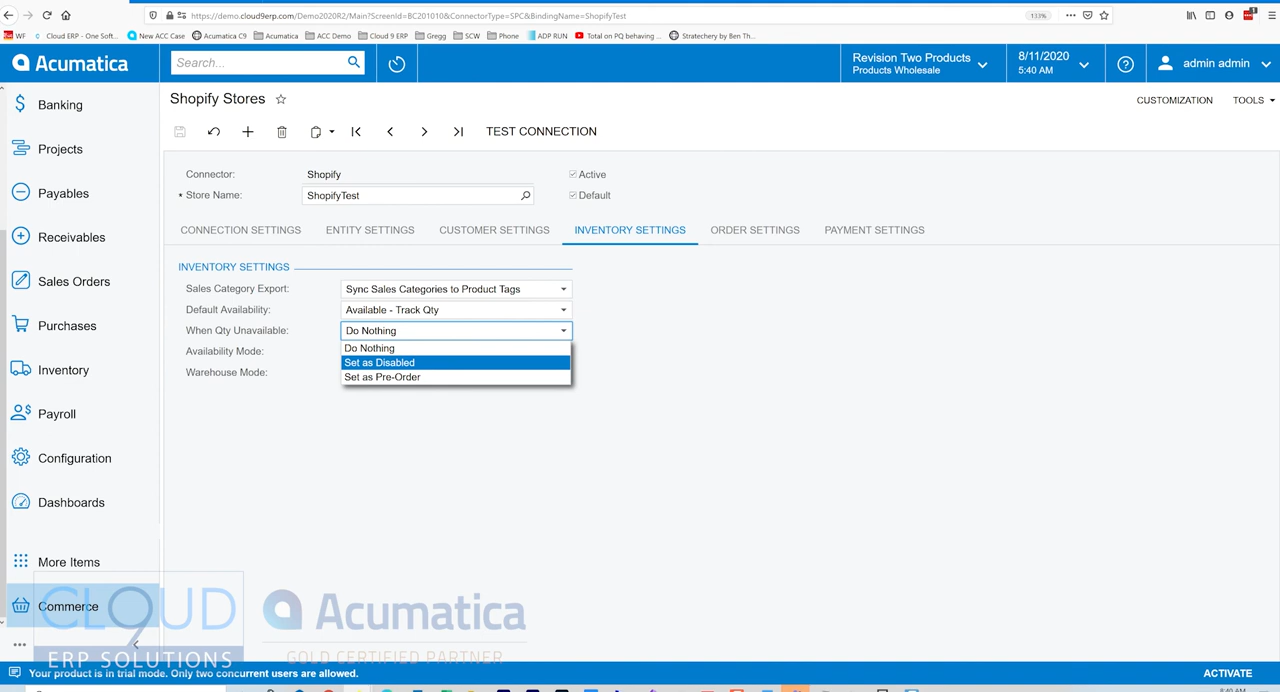 https://demo.cloud9erp.com/Demo2020R2/Main?ScreenId=BC201010&ConnectorType=SPC&BindingName=ShopifyTest
133%
WF
Cloud ERP - One Soft...
New ACC Case
Acumatica C9
Acumatica
ACC Demo
Cloud 9 ERP
Gregg
SCW
Phone
ADP RUN
Total on PQ behaving ...
Stratechery by Ben Th...
Acumatica
Search...
Revision Two Products
Products Wholesale
8/11/2020
5:40 AM
admin admin
Banking
Projects
Payables
Receivables
Sales Orders
Purchases
Inventory
Payroll
Configuration
Dashboards
More Items
Commerce
Shopify Stores
CUSTOMIZATION
TOOLS
TEST CONNECTION
Connector:
Shopify
Active
* Store Name:
ShopifyTest
Default
CONNECTION SETTINGS
ENTITY SETTINGS
CUSTOMER SETTINGS
INVENTORY SETTINGS
ORDER SETTINGS
PAYMENT SETTINGS
INVENTORY SETTINGS
Sales Category Export:
Sync Sales Categories to Product Tags
Default Availability:
Available - Track Qty
When Qty Unavailable:
Do Nothing
Do Nothing
Set as Disabled
Set as Pre-Order
Availability Mode:
Warehouse Mode:
CLOUD
9
ERP SOLUTIONS
Acumatica
GOLD CERTIFIED PARTNER
Your product is in trial mode. Only two concurrent users are allowed.
ACTIVATE
5:40 AM